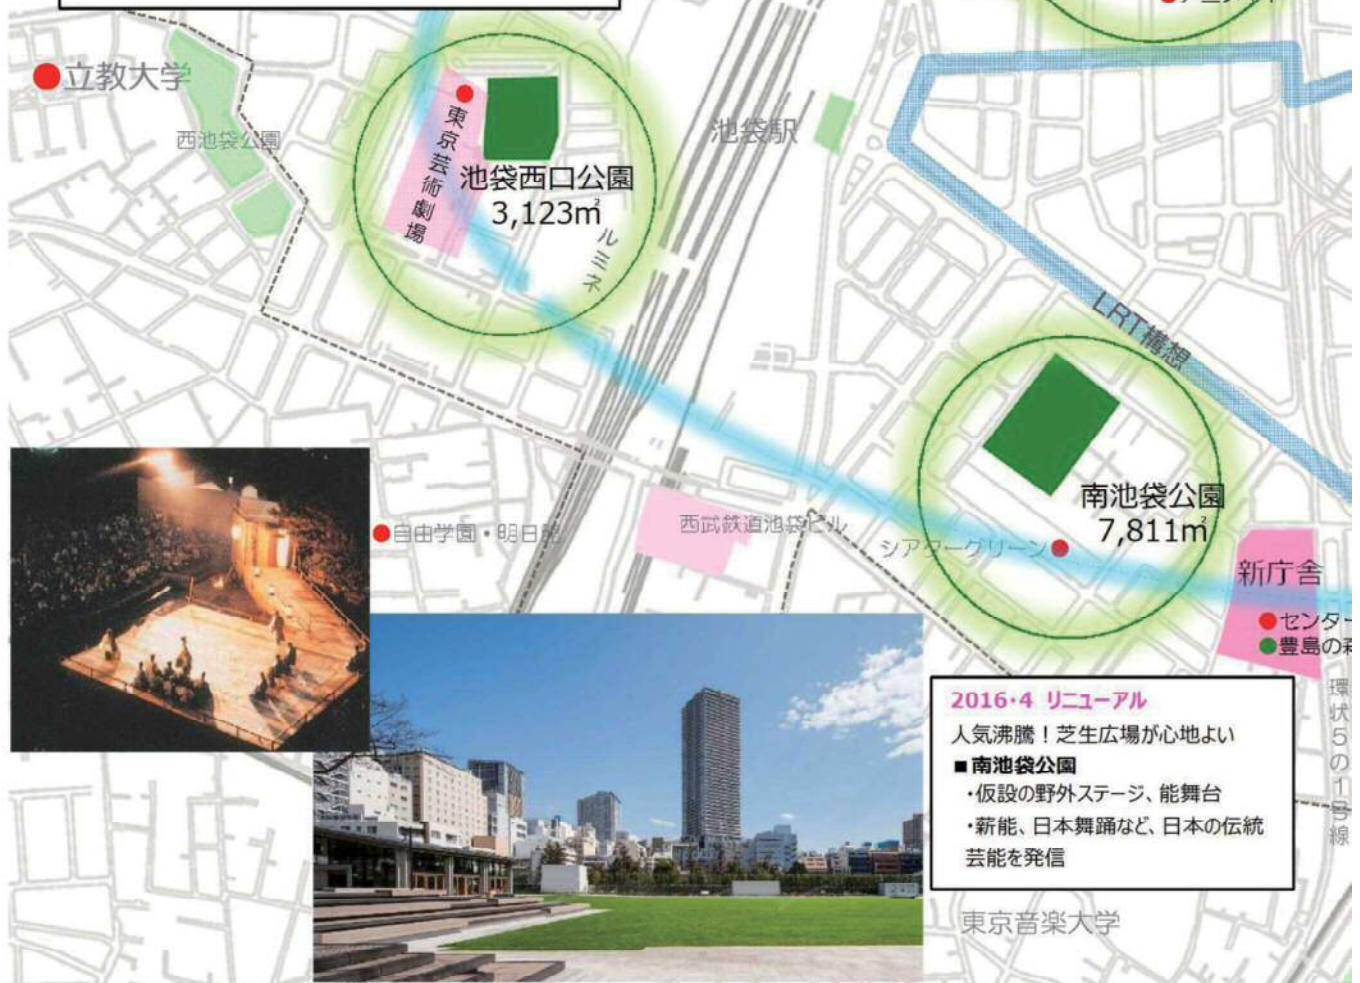 立教大学
西池袋公園
東京芸術劇場
池袋西口公園
3,123㎡
ルミネ
池袋駅
LRT構想
南池袋公園
7,811㎡
自由学園・明日館
西武鉄道池袋ビル
シアターグリーン
新庁舎
センター
豊島の森
環状5の1号線
2016・4 リニューアル
人気沸騰！芝生広場が心地よい
■南池袋公園
・仮設の野外ステージ、能舞台
・薪能、日本舞踊など、日本の伝統
芸能を発信
東京音楽大学